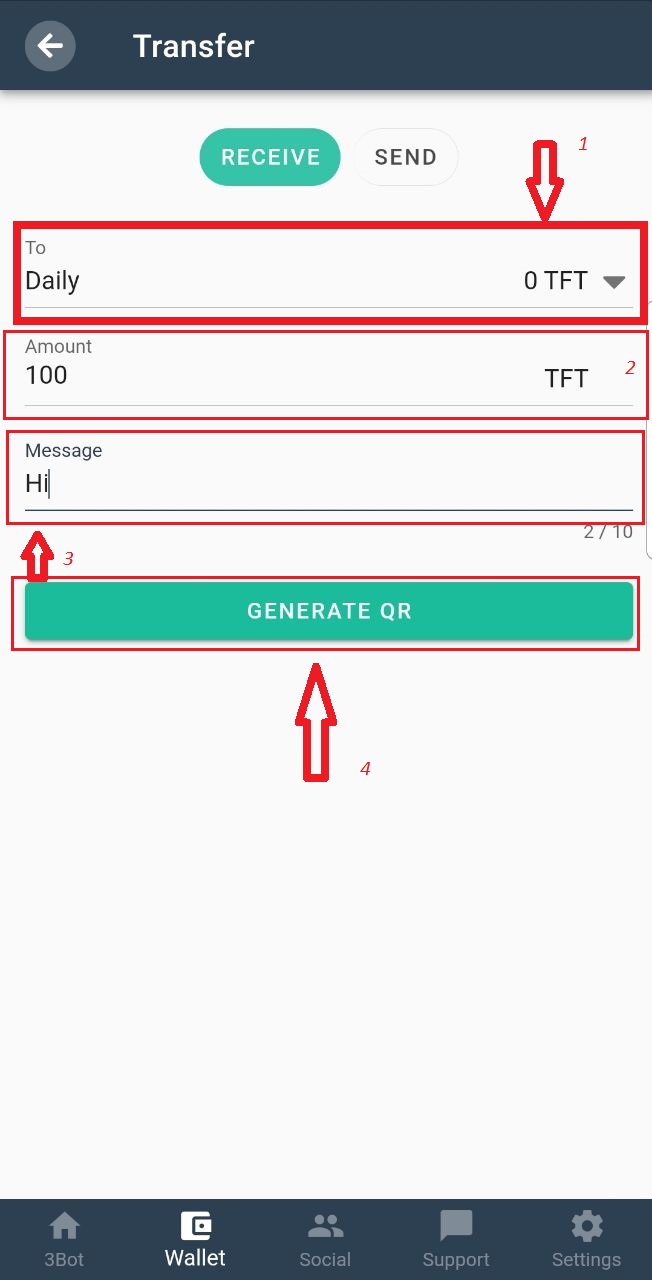 Transfer
RECEIVE SEND 1
To
Daily 0 TFT
Amount
100 TFT 2
Message
Hi
2 / 10
3
GENERATE QR
4
3Bot Wallet Social Support Settings